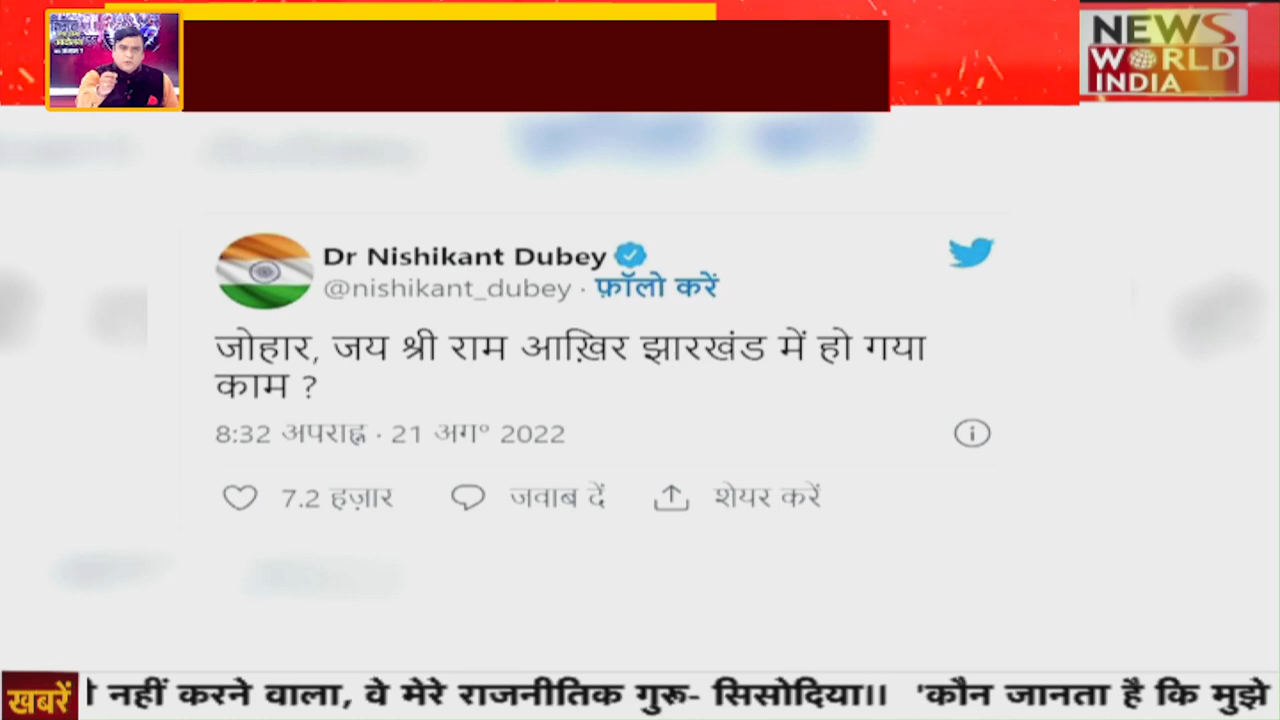 NEWS
WORLD
INDIA
Dr Nishikant Dubey
@nishikant_dubey · फ़ॉलो करें
जोहार, जय श्री राम आख़िर झारखंड में हो गया
काम ?
8:32 अपराह्न · 21 अग॰ 2022
7.2 हज़ार जवाब दें शेयर करें
खबरें
नहीं करने वाला, वे मेरे राजनीतिक गुरू- सिसोदिया।। 'कौन जानता है कि मुझे